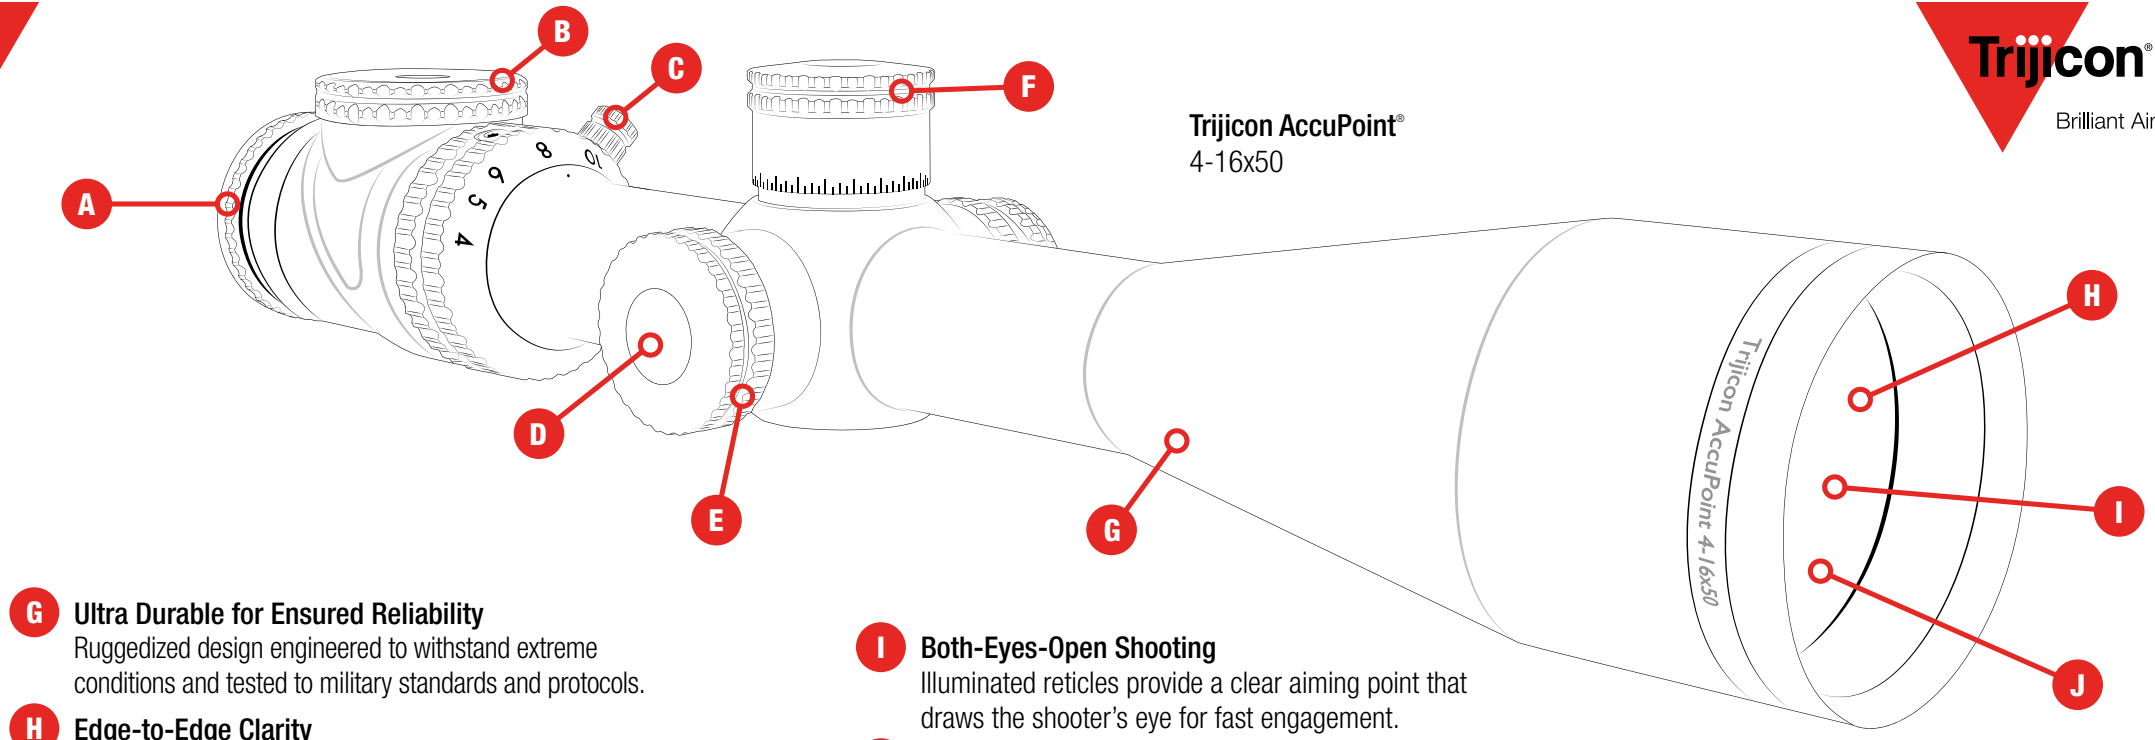 B
C
F
A
Trijicon AccuPoint®
4-16x50
Trijicon®
Brilliant
10
8
6
5
4
H
Trijicon AccuPoint 4-16x50
D
E
G
I
J
G Ultra Durable for Ensured Reliability
Ruggedized design engineered to withstand extreme
conditions and tested to military standards and protocols.
H Edge-to-Edge Clarity
I Both-Eyes-Open Shooting
Illuminated reticles provide a clear aiming point that
draws the shooter’s eye for fast engagement.